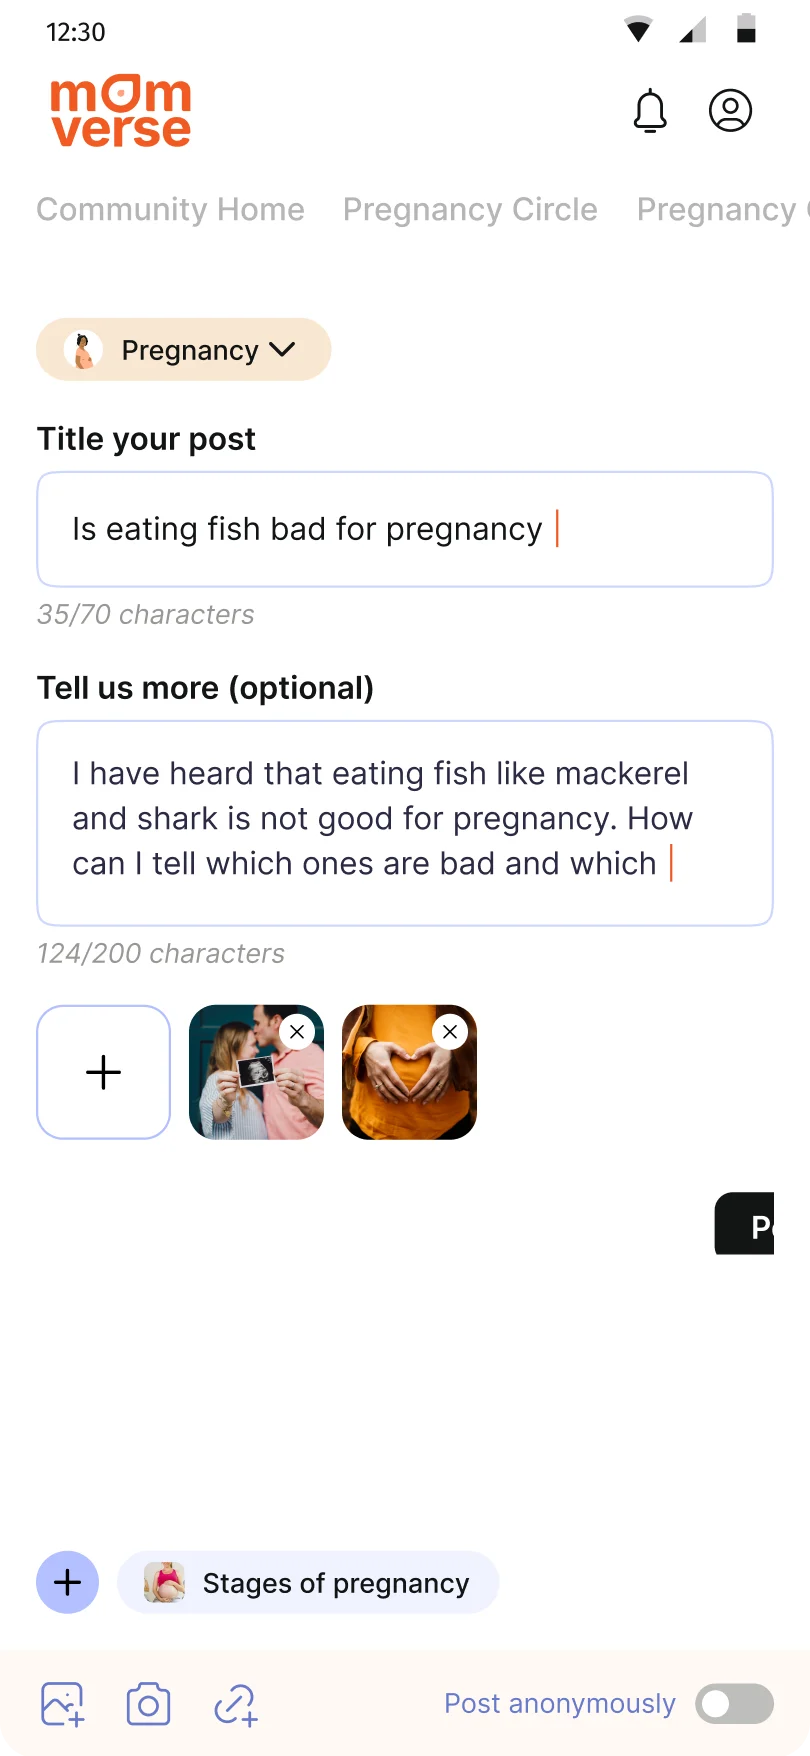 12:30
mom
verse
Community Home Pregnancy Circle Pregnancy
Pregnancy
Title your post
Is eating fish bad for pregnancy
35/70 characters
Tell us more (optional)
I have heard that eating fish like mackerel
and shark is not good for pregnancy. How
can I tell which ones are bad and which
124/200 characters
Stages of pregnancy
Post anonymously